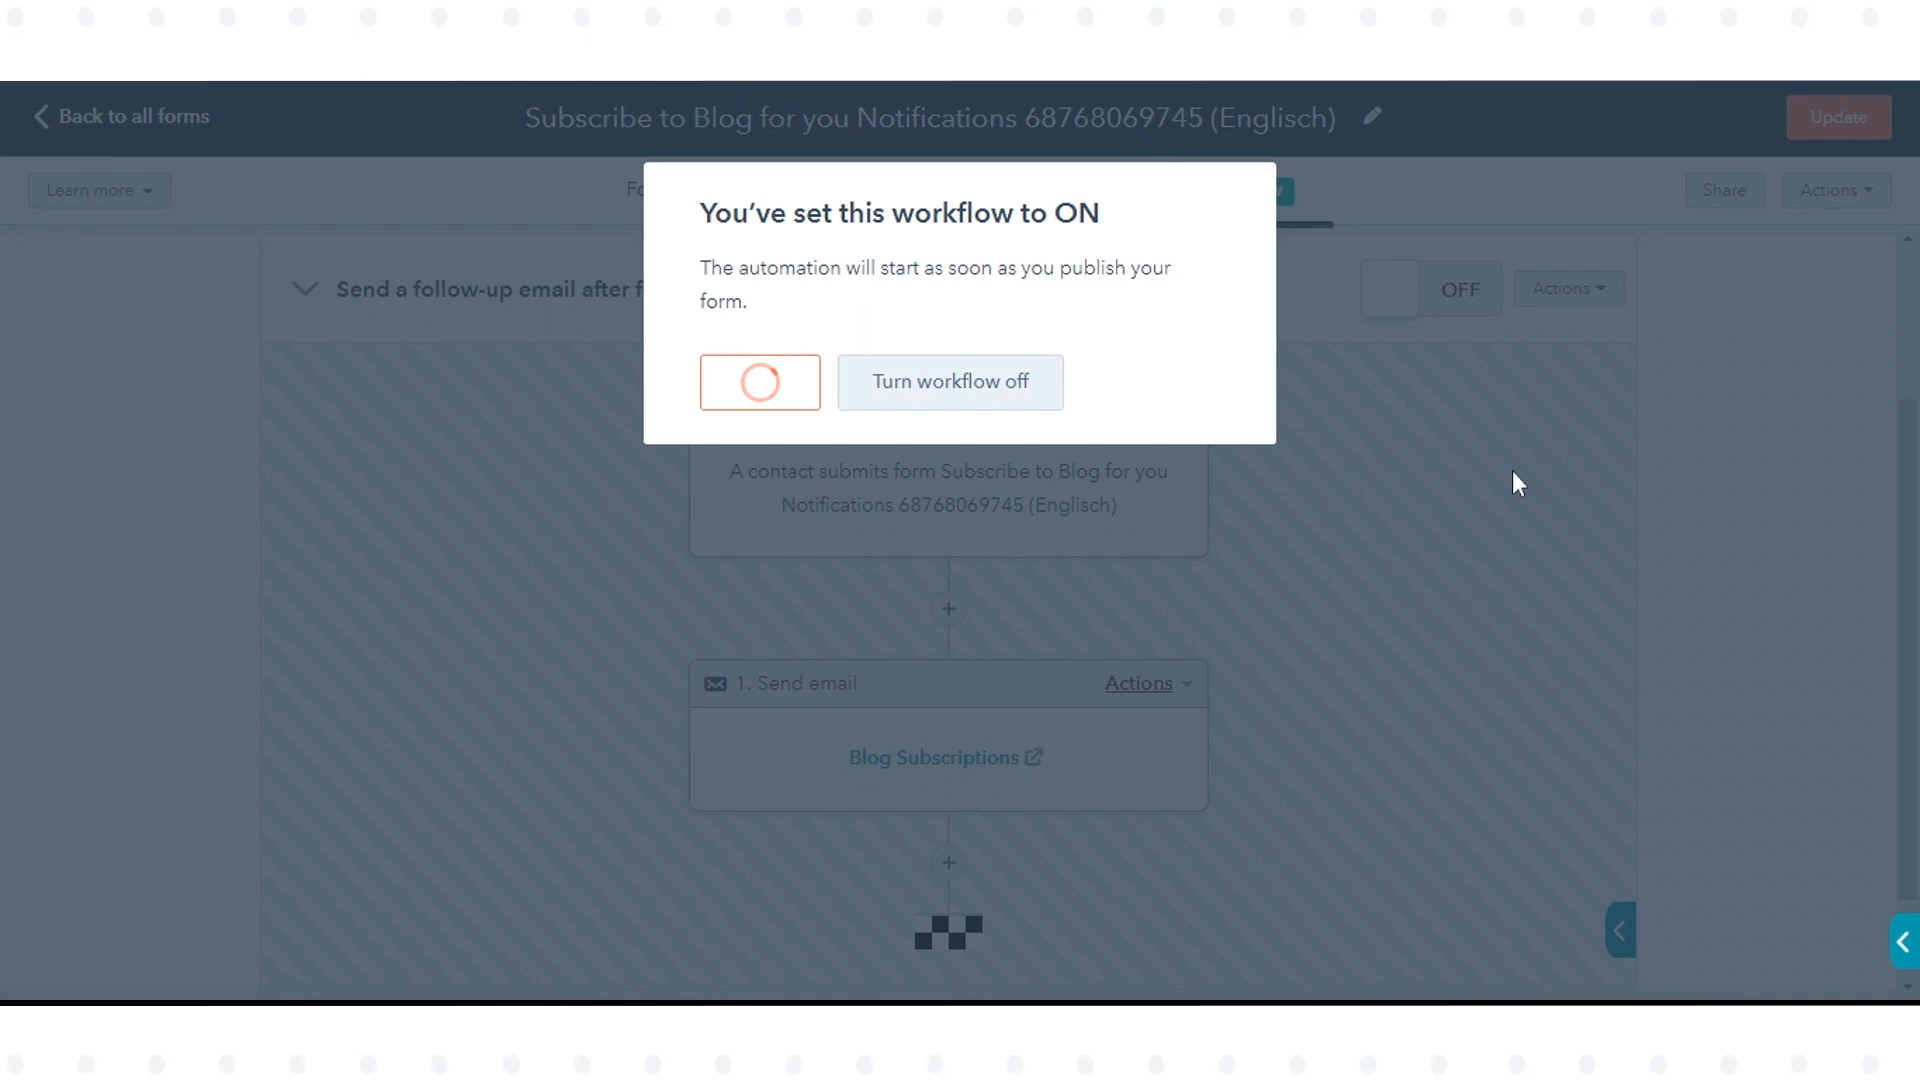 Back to all forms
Subscribe to Blog for you Notifications 68768069745 (Englisch)
Update
Learn more
Share
Actions
You've set this workflow to ON
The automation will start as soon as you publish your
form.
Turn workflow off
Send a follow-up email after
OFF
Actions
A contact submits form Subscribe to Blog for you
Notifications 68768069745 (Englisch)
1. Send email
Actions
Blog Subscriptions